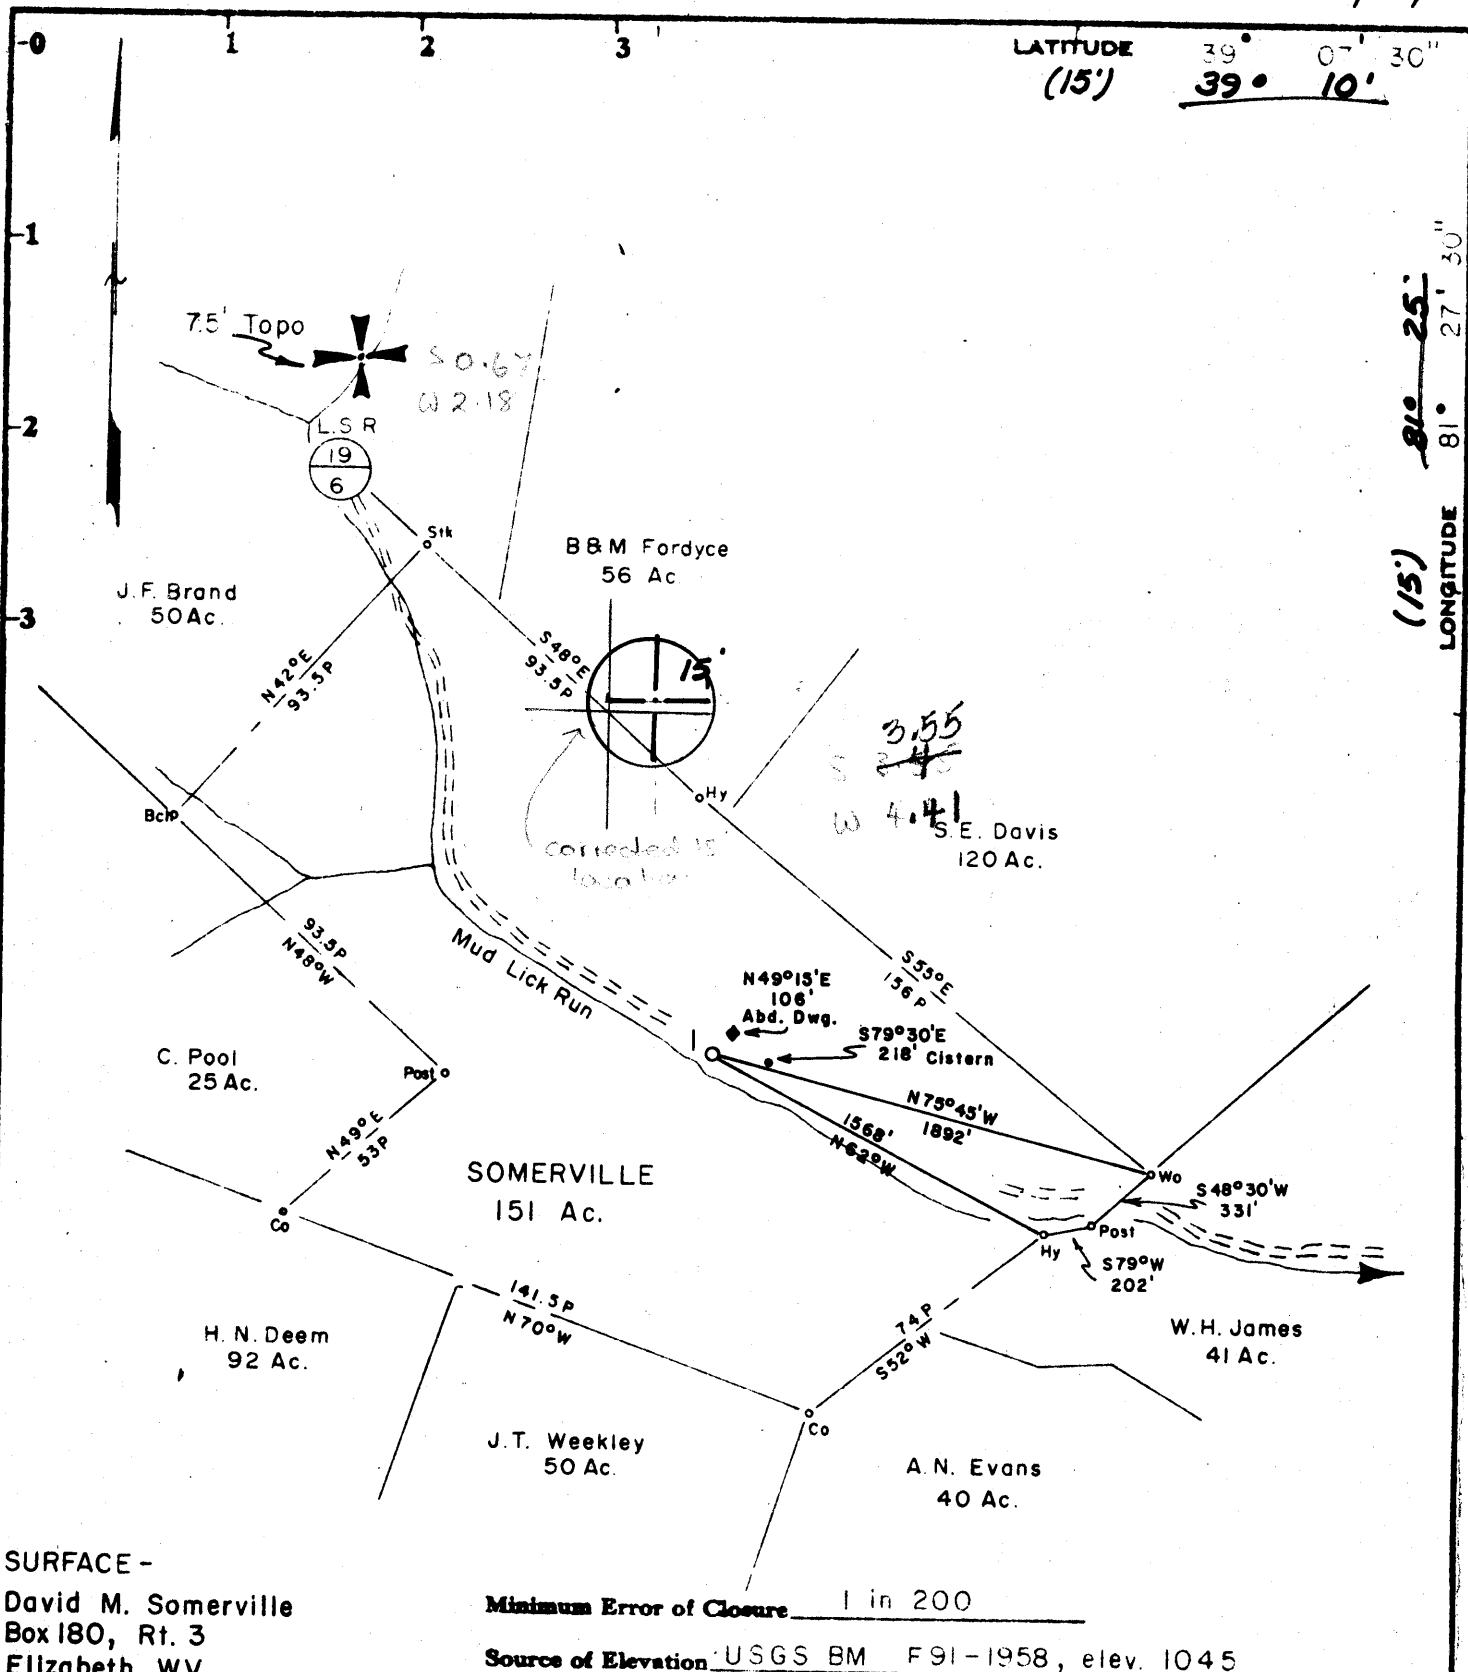 -0 1 2 3
LATITUDE 39° 07' 30"
(15') 39° 10'
-1
-2
-3
81° 25'
81° 27' 30"
(15')
LONGITUDE
7.5' Topo
S 0.67
W 2.18
L.S R
19
6
Stk
B & M Fordyce
56 Ac.
J.F. Brand
50 Ac.
N42°E
93.5P
S48°E
93.5P
15'
3.55
S
W 4.41
Hy
S.E. Davis
120 Ac.
corrected 15'
location
93.5P
N48°W
Mud Lick Run
S55°E
156P
N49°15'E
106'
Abd. Dwg.
S79°30'E
218' Cistern
1
C. Pool
25 Ac.
Post
N75°45'W
1892'
1568'
N62°W
N49°E
53P
SOMERVILLE
151 Ac.
Wo
S48°30'W
331'
Co
Post
Hy
S79°W
202'
141.5P
N70°W
74P
S52°W
H. N. Deem
92 Ac.
W.H. James
41 Ac.
Co
J.T. Weekley
50 Ac.
A.N. Evans
40 Ac.
SURFACE -
David M. Somerville
Box 180, Rt. 3
Elizabeth, WV
Minimum Error of Closure 1 in 200
Source of Elevation USGS BM F 91-1958, elev. 1045